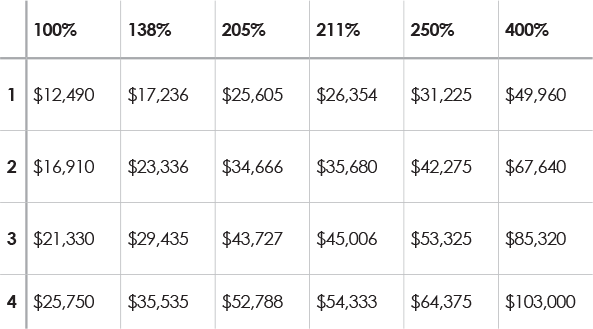 100% 138% 205% 211% 250% 400%
1 $12,490 $17,236 $25,605 $26,354 $31,225 $49,960
2 $16,910 $23,336 $34,666 $35,680 $42,275 $67,640
3 $21,330 $29,435 $43,727 $45,006 $53,325 $85,320
4 $25,750 $35,535 $52,788 $54,333 $64,375 $103,000